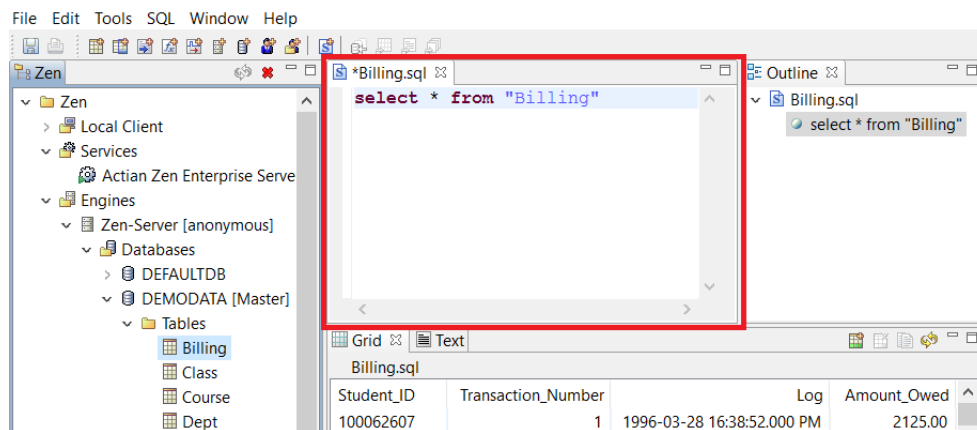 File Edit Tools SQL Window Help
Zen
Zen
Local Client
Services
Actian Zen Enterprise Serve
Engines
Zen-Server [anonymous]
Databases
DEFAULTDB
DEMODATA [Master]
Tables
Billing
Class
Course
Dept
*Billing.sql
select * from "Billing"
Outline
Billing.sql
select * from "Billing"
Grid Text
Billing.sql
Student_ID Transaction_Number Log Amount_Owed
100062607 1 1996-03-28 16:38:52.000 PM 2125.00